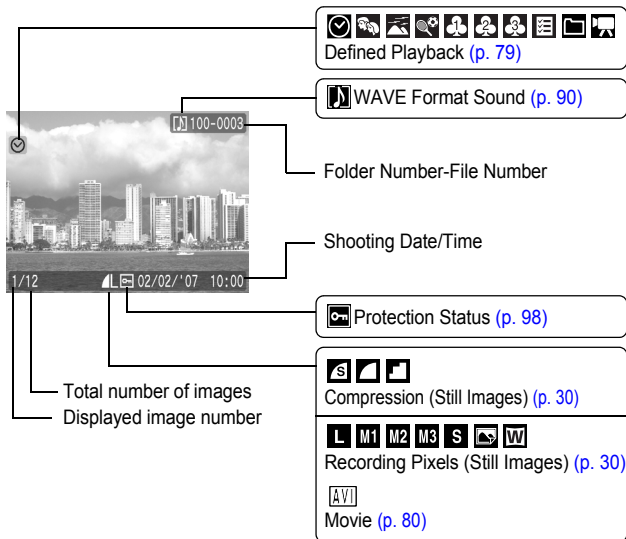 Defined Playback (p. 79)
WAVE Format Sound (p. 90)
100-0003
Folder Number-File Number
Shooting Date/Time
1/12 L 02/02/'07 10:00
Protection Status (p. 98)
S
Compression (Still Images) (p. 30)
Total number of images
Displayed image number
L M1 M2 M3 S W
Recording Pixels (Still Images) (p. 30)
AVI
Movie (p. 80)